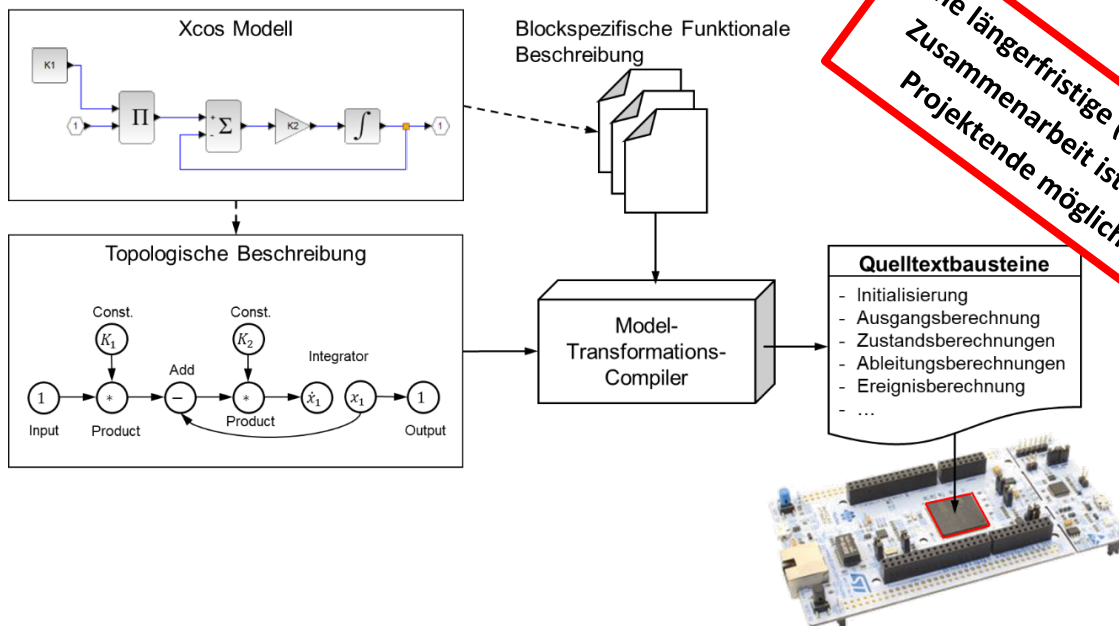 Xcos Modell
K1
1
Π
+
-
Σ
K2
∫
1
Blockspezifische Funktionale
Beschreibung
längerfristige
Zusammenarbeit ist
Projektende möglich
Topologische Beschreibung
Const.
Const.
K₁
K₂
Integrator
Add
1
*
−
*
ẋ₁
x₁
1
Input
Product
Product
Output
Model-
Transformations-
Compiler
Quelltextbausteine
- Initialisierung
- Ausgangsberechnung
- Zustandsberechnungen
- Ableitungsberechnungen
- Ereignisberechnung
- ...
ST